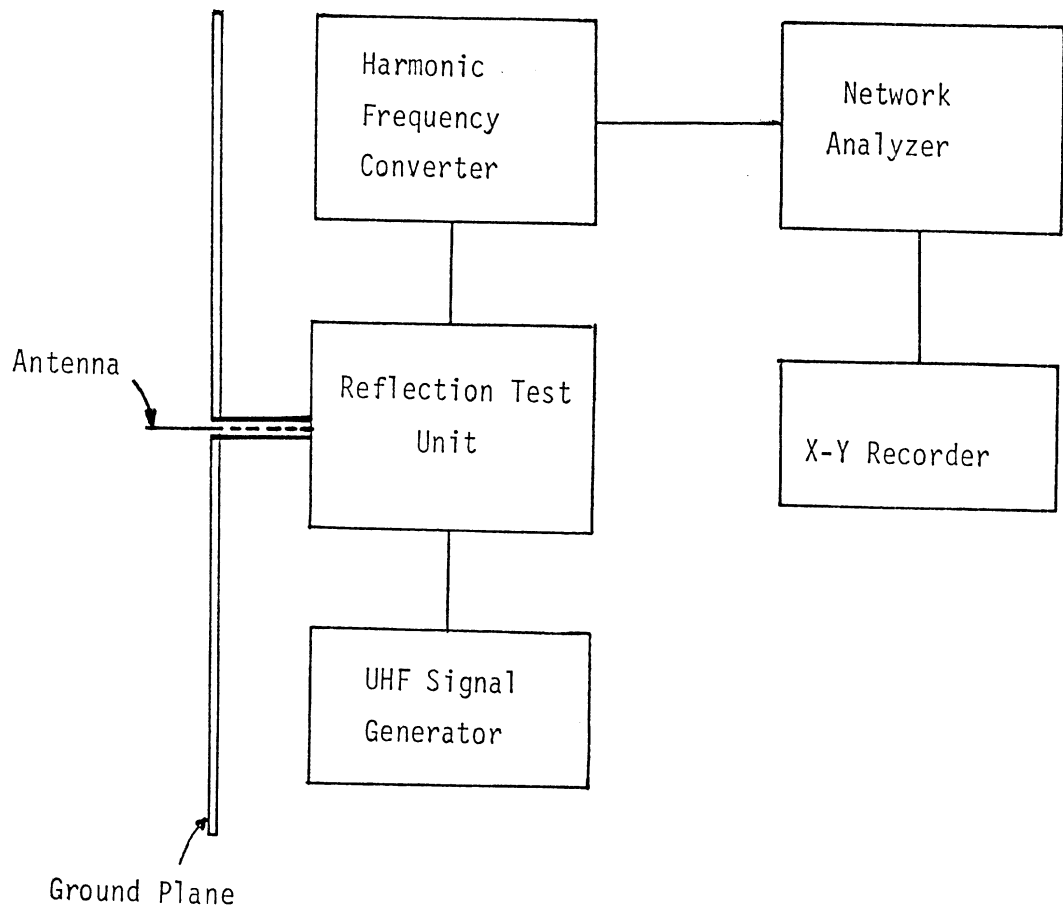 Harmonic
Frequency
Converter
Network
Analyzer
Antenna
Reflection Test
Unit
X-Y Recorder
UHF Signal
Generator
Ground Plane